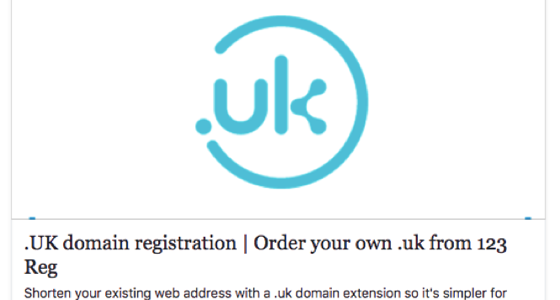 .uk
.UK domain registration | Order your own .uk from 123
Reg
Shorten your existing web address with a .uk domain extension so it's simpler for